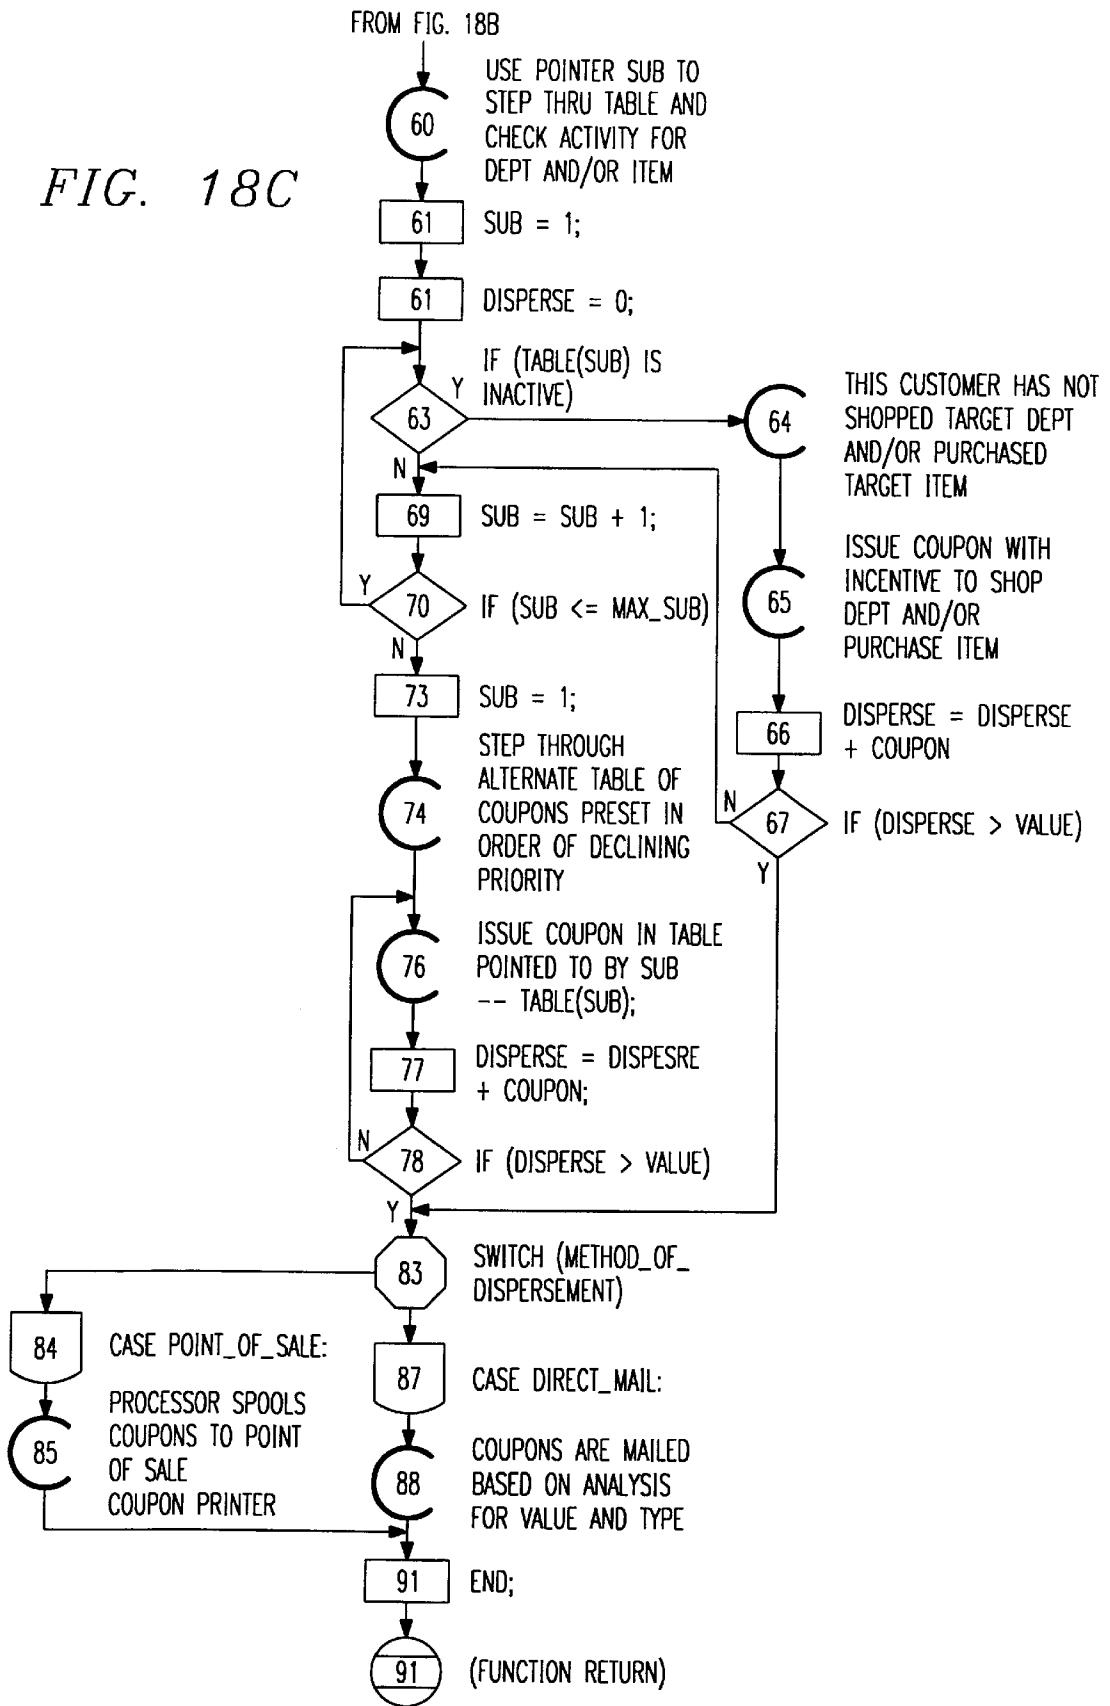 FROM FIG. 18B
60
USE POINTER SUB TO
STEP THRU TABLE AND
CHECK ACTIVITY FOR
DEPT AND/OR ITEM
FIG. 18C
61
SUB = 1;
61
DISPERSE = 0;
IF (TABLE(SUB) IS
INACTIVE)
Y
63
N
64
THIS CUSTOMER HAS NOT
SHOPPED TARGET DEPT
AND/OR PURCHASED
TARGET ITEM
69
SUB = SUB + 1;
65
ISSUE COUPON WITH
INCENTIVE TO SHOP
DEPT AND/OR
PURCHASE ITEM
Y
70
IF (SUB <= MAX_SUB)
N
73
SUB = 1;
66
DISPERSE = DISPERSE
+ COUPON
74
STEP THROUGH
ALTERNATE TABLE OF
COUPONS PRESET IN
ORDER OF DECLINING
PRIORITY
N
67
IF (DISPERSE > VALUE)
Y
76
ISSUE COUPON IN TABLE
POINTED TO BY SUB
-- TABLE(SUB);
77
DISPERSE = DISPESRE
+ COUPON;
N
78
IF (DISPERSE > VALUE)
Y
83
SWITCH (METHOD_OF_
DISPERSEMENT)
84
CASE POINT_OF_SALE:
87
CASE DIRECT_MAIL:
85
PROCESSOR SPOOLS
COUPONS TO POINT
OF SALE
COUPON PRINTER
88
COUPONS ARE MAILED
BASED ON ANALYSIS
FOR VALUE AND TYPE
91
END;
91
(FUNCTION RETURN)